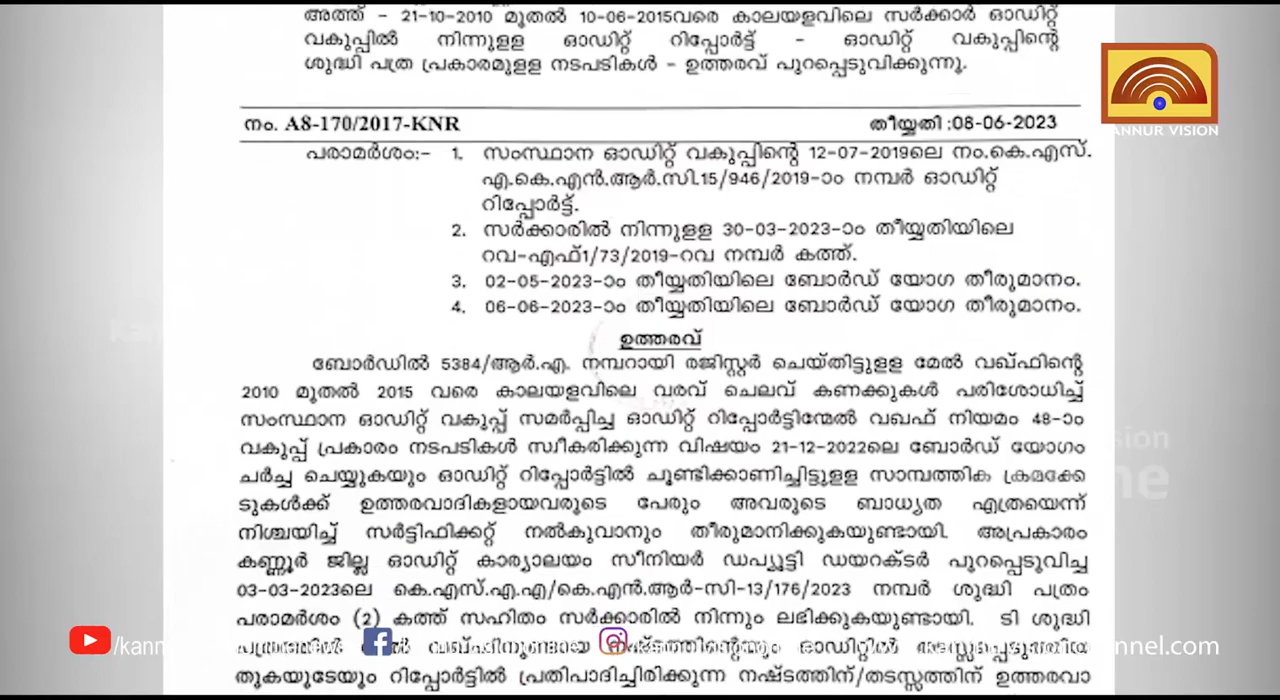 അത്ത് - 21-10-2010 മുതൽ 10-06-2015വരെ കാലയളവിലെ സർക്കാർ ഓഡിറ്റ്
വകുപ്പിൽ നിന്നുളള ഓഡിറ്റ് റിപ്പോർട്ട് - ഓഡിറ്റ് വകുപ്പിന്റെ
ശുദ്ധി പത്ര പ്രകാരമുളള നടപടികൾ - ഉത്തരവ് പുറപ്പെടുവിക്കുന്നു.
KANNUR VISION
നം. A8-170/2017-KNR തീയ്യതി :08-06-2023
പരാമർശം:- 1. സംസ്ഥാന ഓഡിറ്റ് വകുപ്പിന്റെ 12-07-2019ലെ നം.കെ.എസ്.
എ.കെ.എൻ.ആർ.സി.15/946/2019-ാം നമ്പർ ഓഡിറ്റ്
റിപ്പോർട്ട്.
2. സർക്കാരിൽ നിന്നുളള 30-03-2023-ാം തീയ്യതിയിലെ
റവ-എഫ്1/73/2019-റവ നമ്പർ കത്ത്.
3. 02-05-2023-ാം തീയ്യതിയിലെ ബോർഡ് യോഗ തീരുമാനം.
4. 06-06-2023-ാം തീയ്യതിയിലെ ബോർഡ് യോഗ തീരുമാനം.
ഉത്തരവ്
ബോർഡിൽ 5384/ആർ.എ. നമ്പറായി രജിസ്റ്റർ ചെയ്തിട്ടുളള മേൽ വഖ്ഫിന്റെ
2010 മുതൽ 2015 വരെ കാലയളവിലെ വരവ് ചെലവ് കണക്കുകൾ പരിശോധിച്ച്
സംസ്ഥാന ഓഡിറ്റ് വകുപ്പ് സമർപ്പിച്ച ഓഡിറ്റ് റിപ്പോർട്ടിന്മേൽ വഖഫ് നിയമം 48-ാം
വകുപ്പ് പ്രകാരം നടപടികൾ സ്വീകരിക്കുന്ന വിഷയം 21-12-2022ലെ ബോർഡ് യോഗം
ചർച്ച ചെയ്യുകയും ഓഡിറ്റ് റിപ്പോർട്ടിൽ ചൂണ്ടിക്കാണിച്ചിട്ടുളള സാമ്പത്തിക ക്രമക്കേ
ടുകൾക്ക് ഉത്തരവാദികളായവരുടെ പേരും അവരുടെ ബാധ്യത എത്രയെന്ന്
നിശ്ചയിച്ച് സർട്ടിഫിക്കറ്റ് നൽകുവാനും തീരുമാനിക്കുകയുണ്ടായി. അപ്രകാരം
കണ്ണൂർ ജില്ല ഓഡിറ്റ് കാര്യാലയം സീനിയർ ഡപ്യൂട്ടി ഡയറക്ടർ പുറപ്പെടുവിച്ച
03-03-2023ലെ കെ.എസ്.എ.എ/കെ.എൻ.ആർ-സി-13/176/2023 നമ്പർ ശുദ്ധി പത്രം
പരാമർശം (2) കത്ത് സഹിതം സർക്കാരിൽ നിന്നും ലഭിക്കുകയുണ്ടായി. ടി ശുദ്ധി
തുകയുടേയും റിപ്പോർട്ടിൽ പ്രതിപാദിച്ചിരിക്കുന്ന നഷ്ടത്തിന്/തടസ്സത്തിന് ഉത്തരവാ